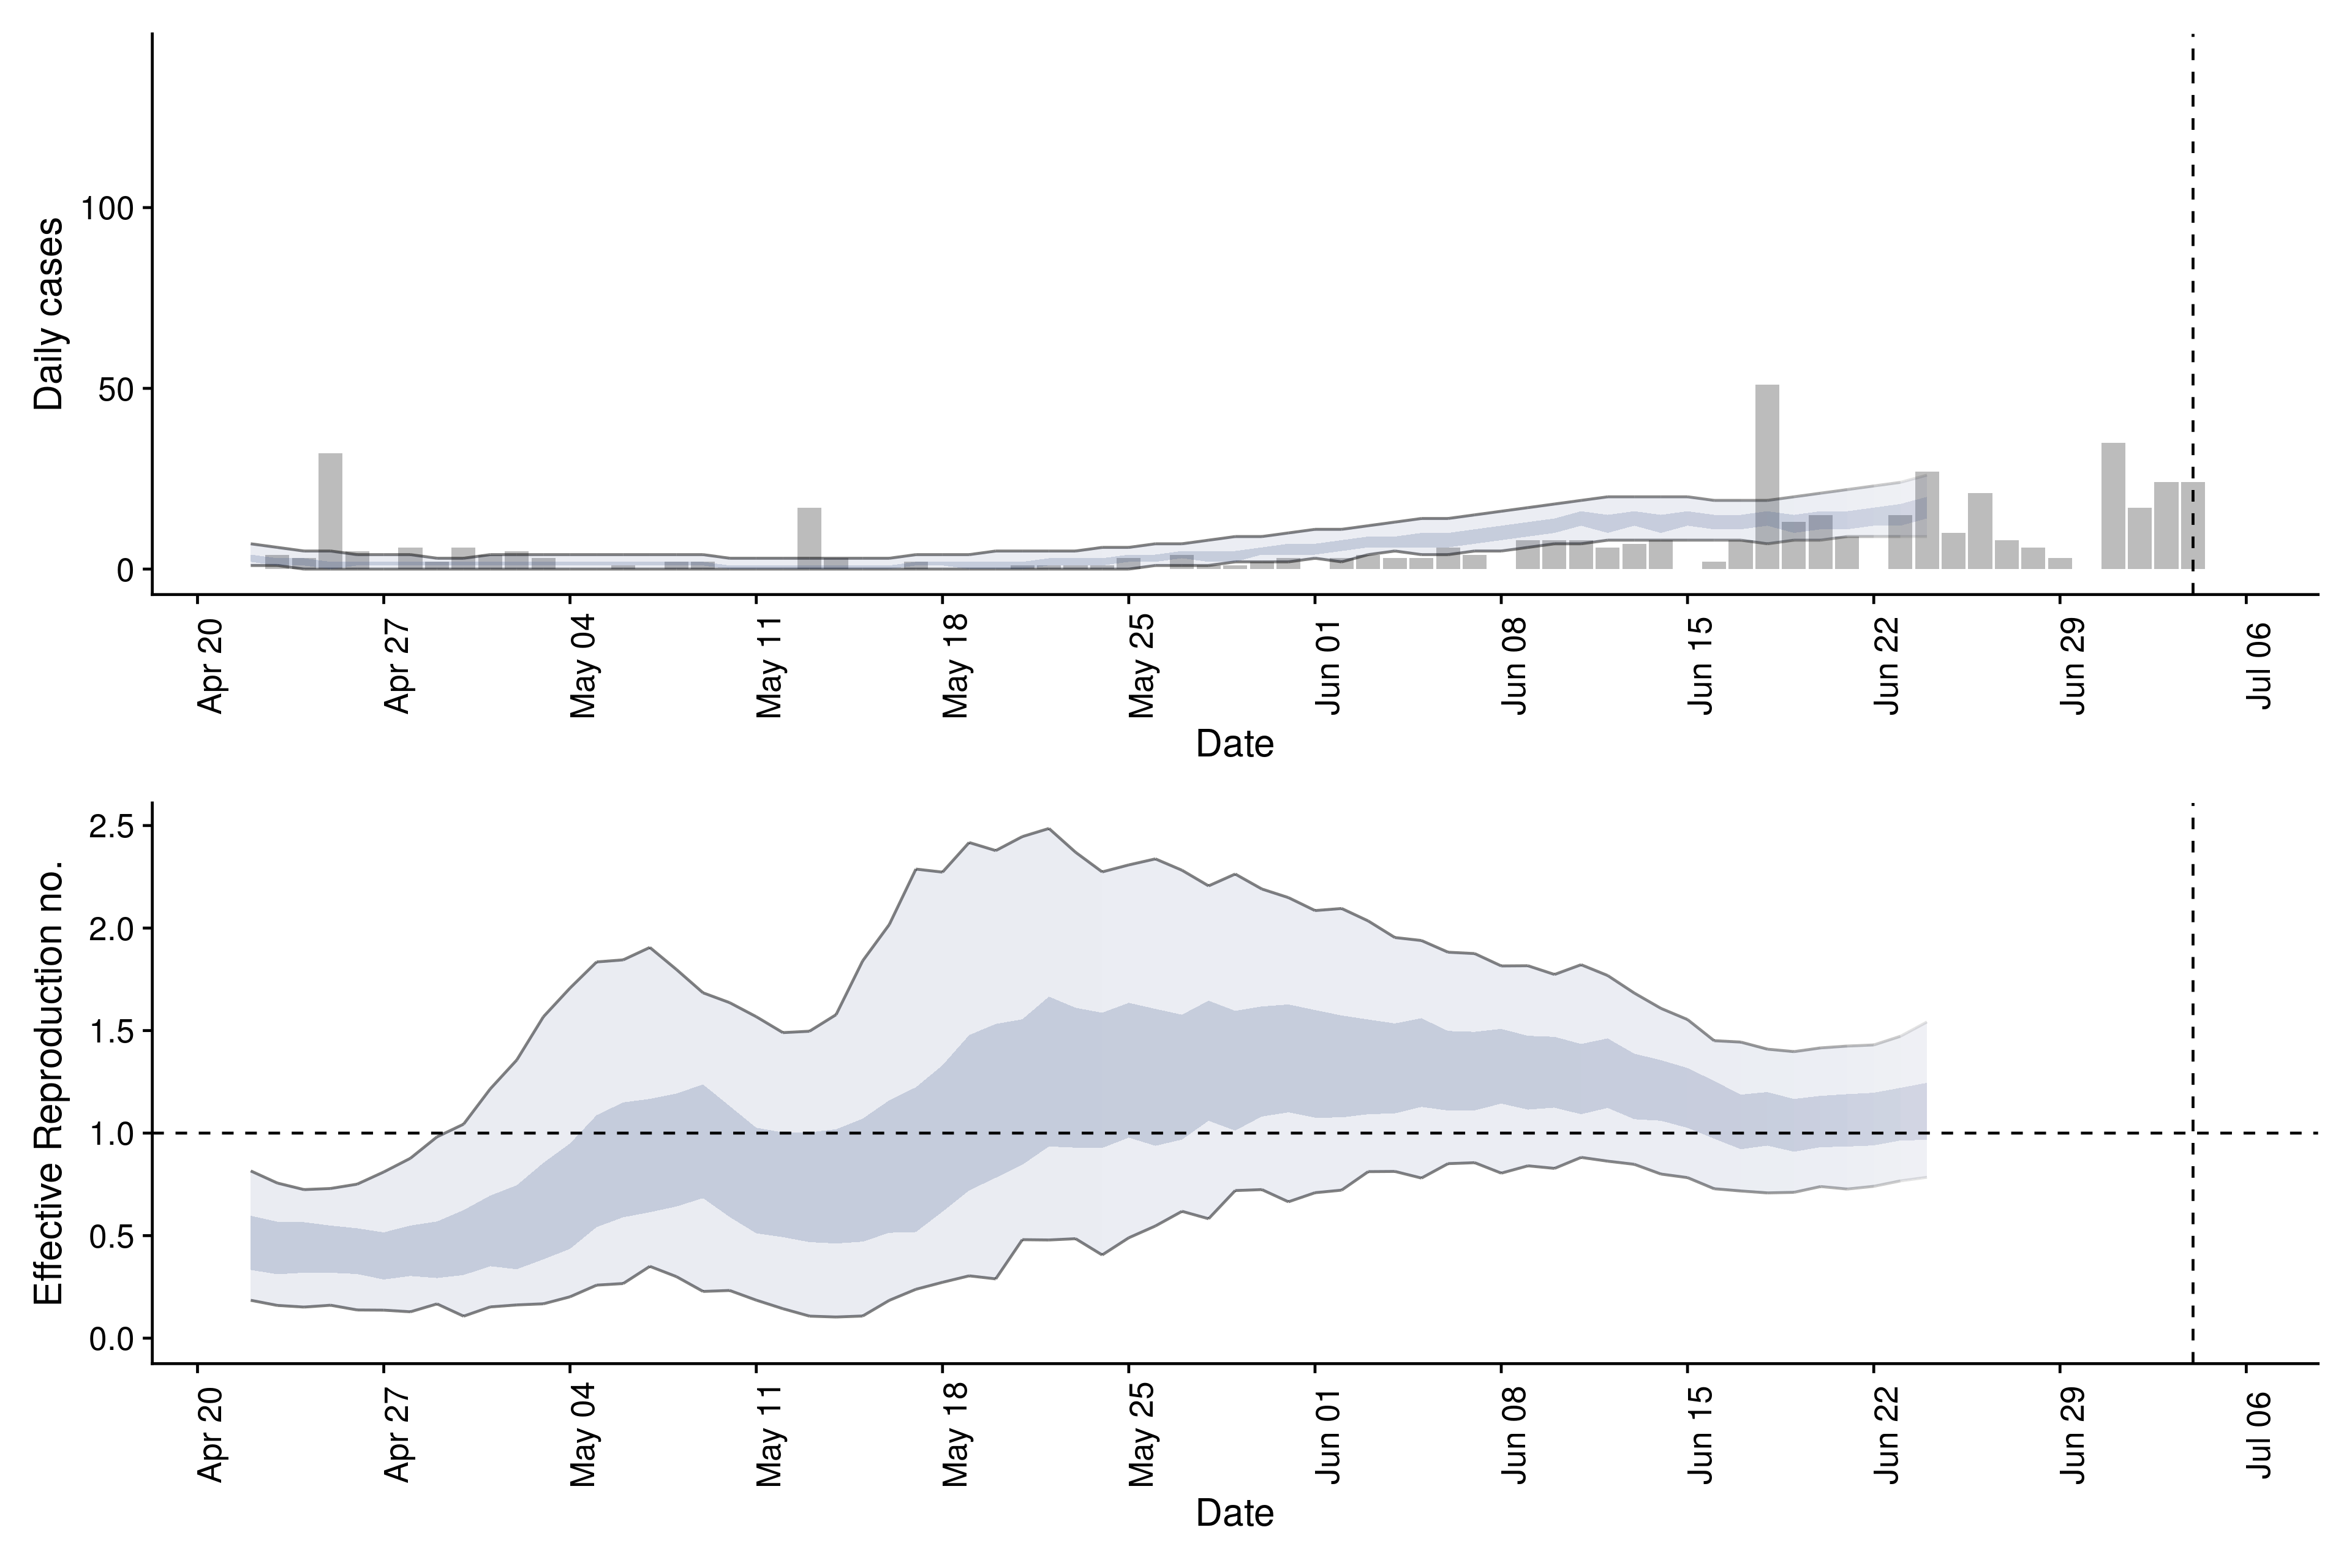 Daily cases
100
50
0
Apr 20
Apr 27
May 04
May 11
May 18
May 25
Jun 01
Jun 08
Jun 15
Jun 22
Jun 29
Jul 06
Date
Effective Reproduction no.
2.5
2.0
1.5
1.0
0.5
0.0
Apr 20
Apr 27
May 04
May 11
May 18
May 25
Jun 01
Jun 08
Jun 15
Jun 22
Jun 29
Jul 06
Date